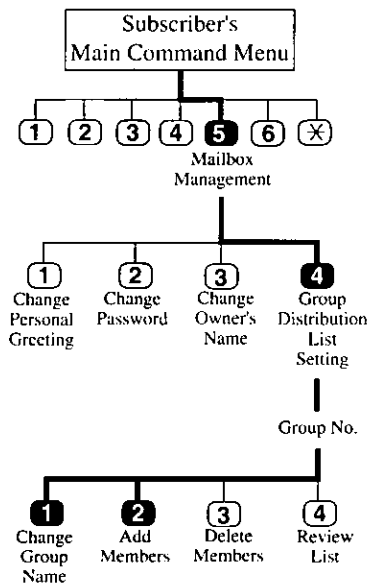 Subscriber's
Main Command Menu
1 2 3 4 5 6 *
Mailbox
Management
1 2 3 4
Change
Personal
Greeting
Change
Password
Change
Owner's
Name
Group
Distribution
List
Setting
Group No.
1 2 3 4
Change
Group
Name
Add
Members
Delete
Members
Review
List